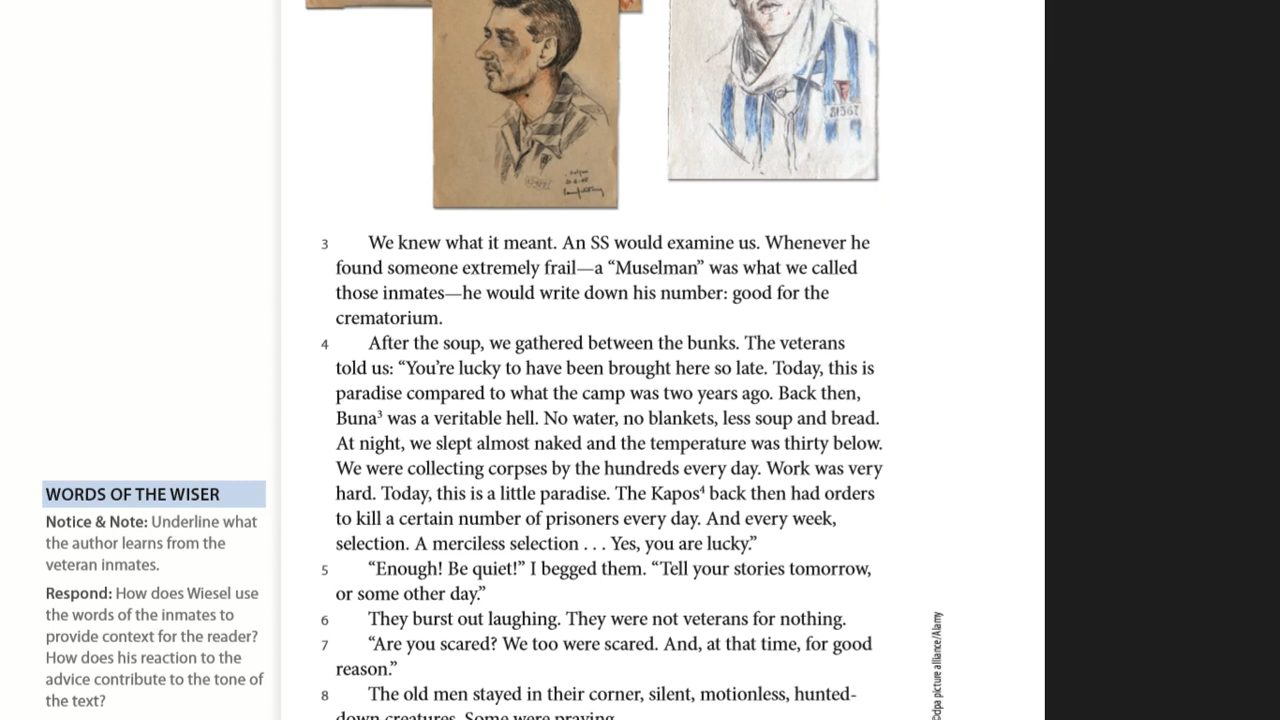 81567
3 We knew what it meant. An SS would examine us. Whenever he
found someone extremely frail—a “Muselman” was what we called
those inmates—he would write down his number: good for the
crematorium.
4 After the soup, we gathered between the bunks. The veterans
told us: “You’re lucky to have been brought here so late. Today, this is
paradise compared to what the camp was two years ago. Back then,
Buna³ was a veritable hell. No water, no blankets, less soup and bread.
At night, we slept almost naked and the temperature was thirty below.
We were collecting corpses by the hundreds every day. Work was very
hard. Today, this is a little paradise. The Kapos⁴ back then had orders
to kill a certain number of prisoners every day. And every week,
selection. A merciless selection . . . Yes, you are lucky.”
5 “Enough! Be quiet!” I begged them. “Tell your stories tomorrow,
or some other day.”
6 They burst out laughing. They were not veterans for nothing.
7 “Are you scared? We too were scared. And, at that time, for good
reason.”
8 The old men stayed in their corner, silent, motionless, hunted-
down creatures. Some were praying.
WORDS OF THE WISER
Notice & Note: Underline what
the author learns from the
veteran inmates.
Respond: How does Wiesel use
the words of the inmates to
provide context for the reader?
How does his reaction to the
advice contribute to the tone of
the text?
©dpa picture alliance/Alamy